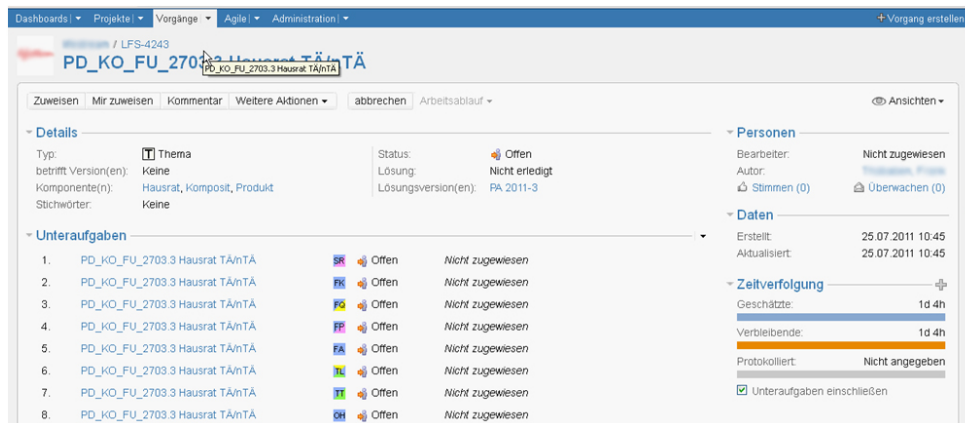 Dashboards Projekte Vorgänge Agile Administration + Vorgang erstellen
/ LFS-4243
PD_KO_FU_2703.3 Hausrat TÄ/nTÄ
PD_KO_FU_2703.3 Hausrat TÄ/nTÄ
Zuweisen Mir zuweisen Kommentar Weitere Aktionen abbrechen Arbeitsablauf Ansichten
Details
Typ: T Thema
betrifft Version(en): Keine
Komponente(n): Hausrat, Komposit, Produkt
Stichwörter: Keine
Status: Offen
Lösung: Nicht erledigt
Lösungsversion(en): PA 2011-3
Unteraufgaben
1. PD_KO_FU_2703.3 Hausrat TÄ/nTÄ SR Offen Nicht zugewiesen
2. PD_KO_FU_2703.3 Hausrat TÄ/nTÄ FK Offen Nicht zugewiesen
3. PD_KO_FU_2703.3 Hausrat TÄ/nTÄ FQ Offen Nicht zugewiesen
4. PD_KO_FU_2703.3 Hausrat TÄ/nTÄ FP Offen Nicht zugewiesen
5. PD_KO_FU_2703.3 Hausrat TÄ/nTÄ FA Offen Nicht zugewiesen
6. PD_KO_FU_2703.3 Hausrat TÄ/nTÄ TL Offen Nicht zugewiesen
7. PD_KO_FU_2703.3 Hausrat TÄ/nTÄ TT Offen Nicht zugewiesen
8. PD_KO_FU_2703.3 Hausrat TÄ/nTÄ OH Offen Nicht zugewiesen
Personen
Bearbeiter: Nicht zugewiesen
Autor:
Stimmen (0) Überwachen (0)
Daten
Erstellt: 25.07.2011 10:45
Aktualisiert: 25.07.2011 10:45
Zeitverfolgung
Geschätzte: 1d 4h
Verbleibende: 1d 4h
Protokolliert: Nicht angegeben
Unteraufgaben einschließen